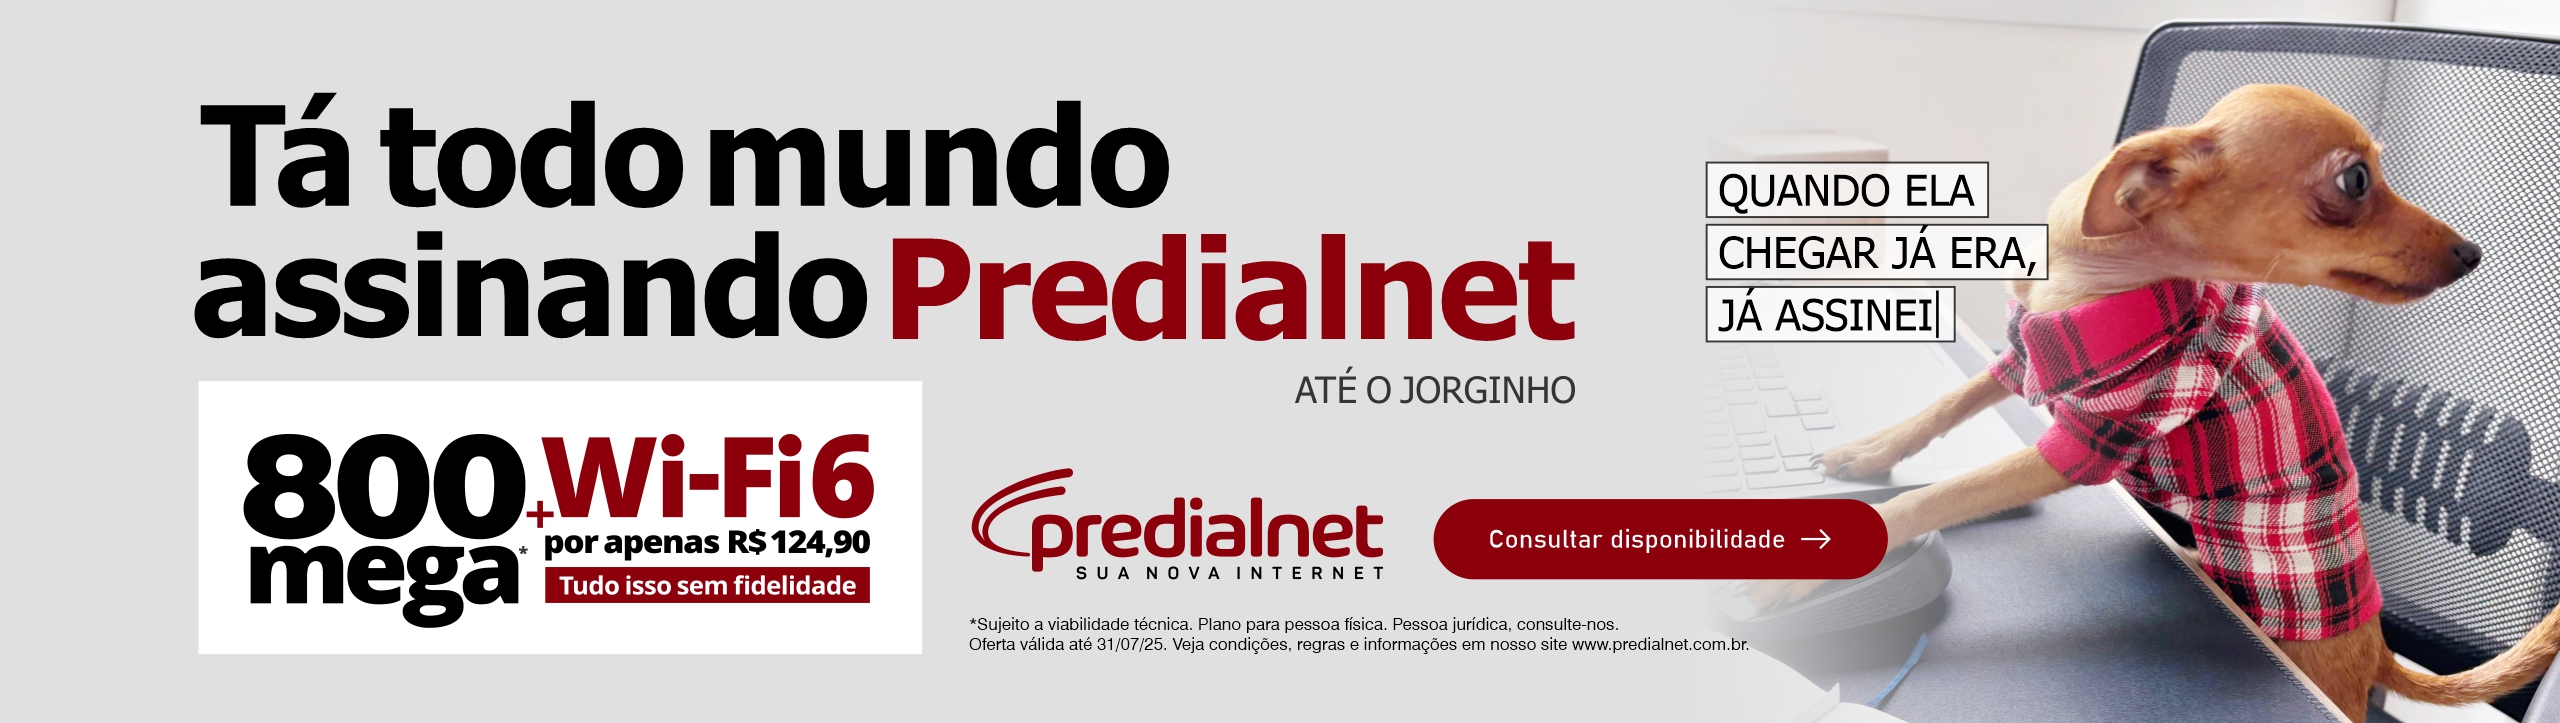 Tá todo mundo
assinando Predialnet
ATÉ O JORGINHO
800
mega*
+Wi-Fi 6
por apenas R$ 124,90
Tudo isso sem fidelidade
predialnet
SUA NOVA INTERNET
Consultar disponibilidade →
*Sujeito a viabilidade técnica. Plano para pessoa física. Pessoa jurídica, consulte-nos.
Oferta válida até 31/07/25. Veja condições, regras e informações em nosso site www.predialnet.com.br.
QUANDO ELA
CHEGAR JÁ ERA,
JÁ ASSINEI|